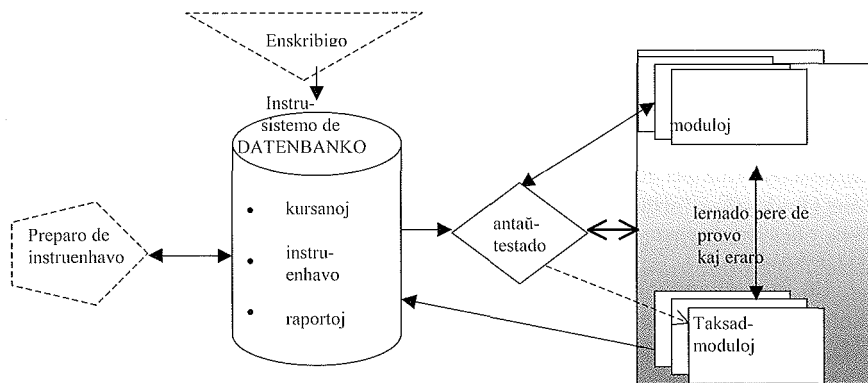 Enskribigo
Instru-
sistemo de
DATENBANKO
• kursanoj
• instru-
enhavo
• raportoj
Preparo de
instruenhavo
antaŭ-
testado
moduloj
lernado pere de
provo
kaj eraro
Taksad-
moduloj